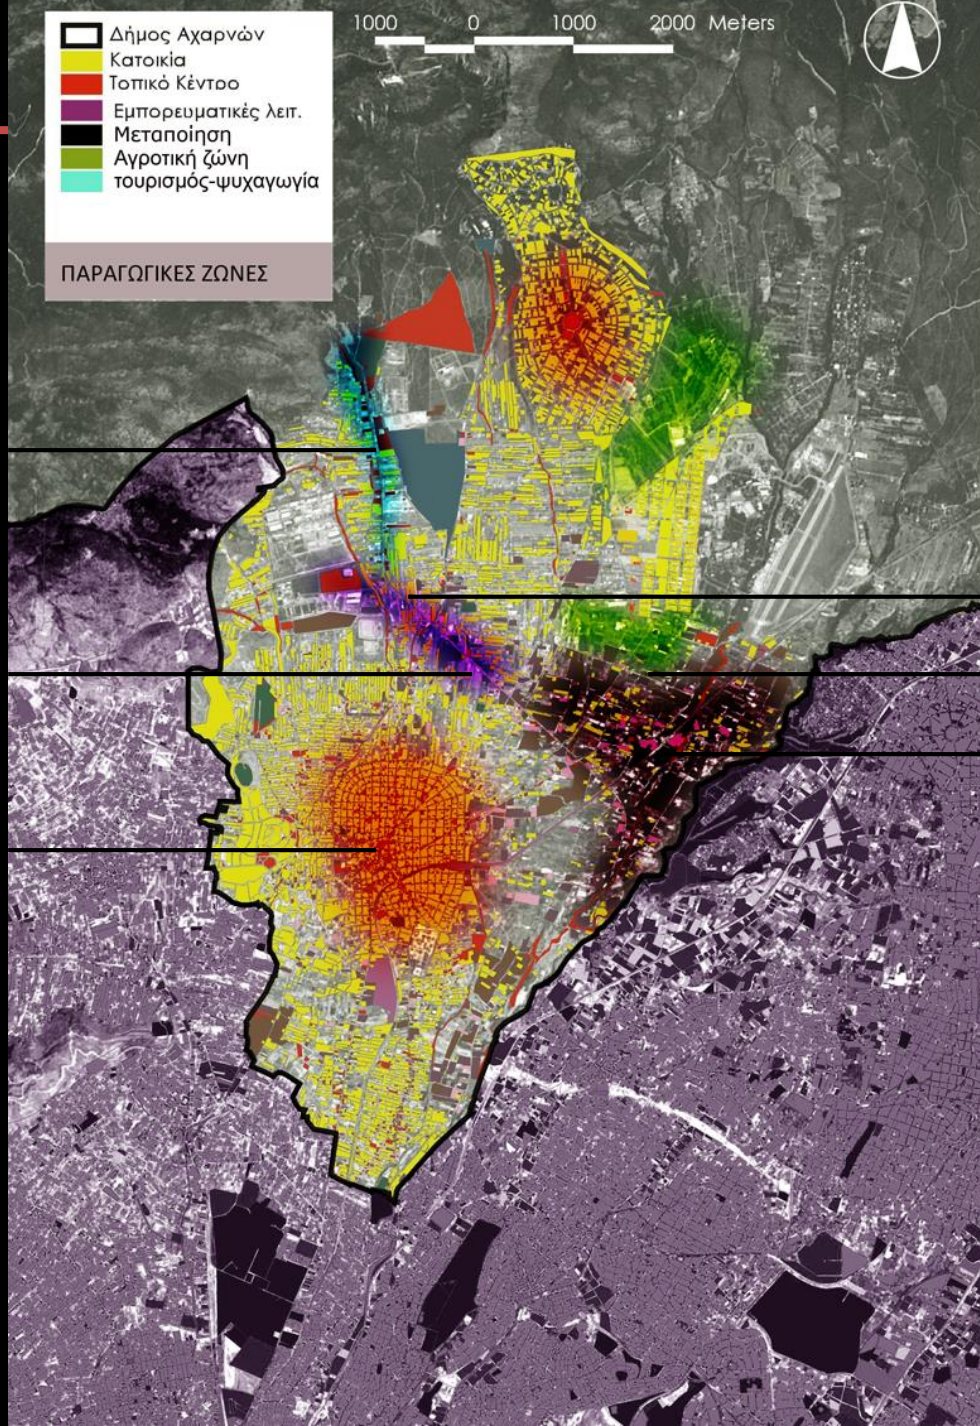 1000 0 1000 2000 Meters
Δήμος Αχαρνών
Κατοικία
Τοπικό Κέντρο
Εμπορευματικές λειτ.
Μεταποίηση
Αγροτική ζώνη
τουρισμός-ψυχαγωγία
ΠΑΡΑΓΩΓΙΚΕΣ ΖΩΝΕΣ